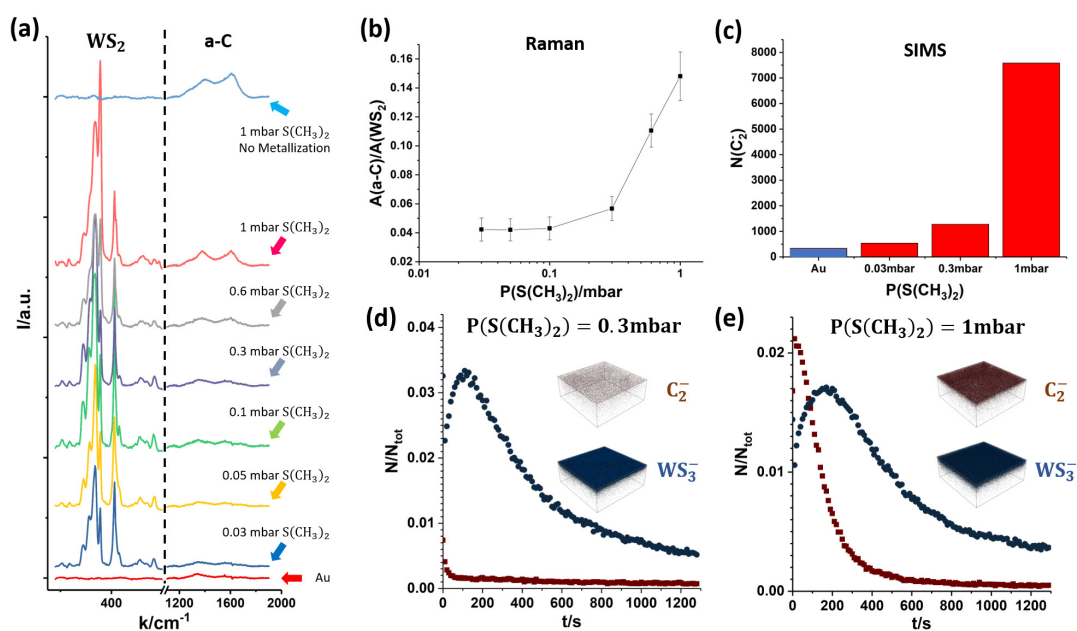 (a)
WS₂
a-C
1 mbar S(CH₃)₂
No Metallization
1 mbar S(CH₃)₂
0.6 mbar S(CH₃)₂
0.3 mbar S(CH₃)₂
0.1 mbar S(CH₃)₂
0.05 mbar S(CH₃)₂
0.03 mbar S(CH₃)₂
Au
I/a.u.
400 1200 1600 2000
k/cm⁻¹
(b)
Raman
A(a-C)/A(WS₂)
0.16
0.14
0.12
0.10
0.08
0.06
0.04
0.02
0.01 0.1 1
P(S(CH₃)₂)/mbar
(c)
SIMS
N(C₂⁻)
8000
7000
6000
5000
4000
3000
2000
1000
0
Au 0.03mbar 0.3mbar 1mbar
P(S(CH₃)₂)
(d)
P(S(CH₃)₂) = 0.3mbar
C₂⁻
WS₃⁻
N/Nₜₒₜ
0.04
0.03
0.02
0.01
0.00
0 200 400 600 800 1000 1200
t/s
(e)
P(S(CH₃)₂) = 1mbar
C₂⁻
WS₃⁻
N/Nₜₒₜ
0.02
0.01
0.00
0 200 400 600 800 1000 1200
t/s